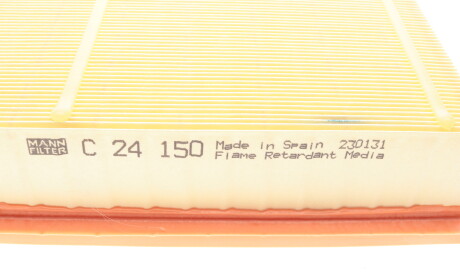 MANN
FILTER
C 24 150
Made in Spain 230131
Flame Retardant Media